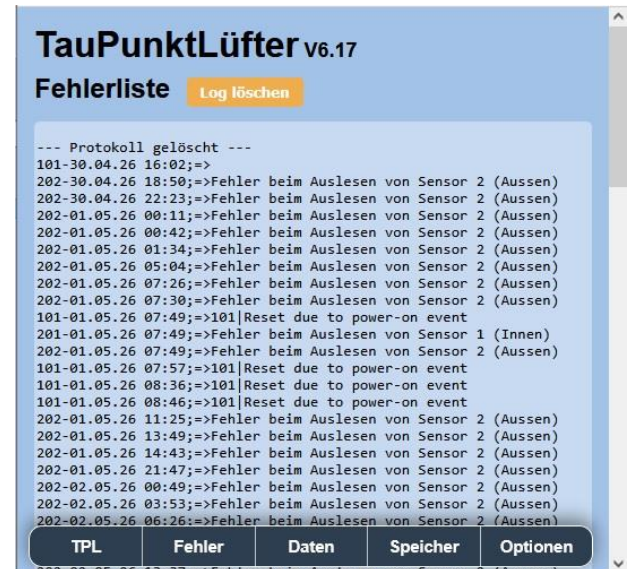 TauPunktLüfter V6.17
Fehlerliste Log löschen
--- Protokoll gelöscht ---
101-30.04.26 16:02;=>
202-30.04.26 18:50;=>Fehler beim Auslesen von Sensor 2 (Aussen)
202-30.04.26 22:23;=>Fehler beim Auslesen von Sensor 2 (Aussen)
202-01.05.26 00:11;=>Fehler beim Auslesen von Sensor 2 (Aussen)
202-01.05.26 00:42;=>Fehler beim Auslesen von Sensor 2 (Aussen)
202-01.05.26 01:34;=>Fehler beim Auslesen von Sensor 2 (Aussen)
202-01.05.26 05:04;=>Fehler beim Auslesen von Sensor 2 (Aussen)
202-01.05.26 07:26;=>Fehler beim Auslesen von Sensor 2 (Aussen)
202-01.05.26 07:30;=>Fehler beim Auslesen von Sensor 2 (Aussen)
101-01.05.26 07:49;=>101|Reset due to power-on event
201-01.05.26 07:49;=>Fehler beim Auslesen von Sensor 1 (Innen)
202-01.05.26 07:49;=>Fehler beim Auslesen von Sensor 2 (Aussen)
101-01.05.26 07:57;=>101|Reset due to power-on event
101-01.05.26 08:36;=>101|Reset due to power-on event
101-01.05.26 08:46;=>101|Reset due to power-on event
202-01.05.26 11:25;=>Fehler beim Auslesen von Sensor 2 (Aussen)
202-01.05.26 13:49;=>Fehler beim Auslesen von Sensor 2 (Aussen)
202-01.05.26 14:43;=>Fehler beim Auslesen von Sensor 2 (Aussen)
202-01.05.26 21:47;=>Fehler beim Auslesen von Sensor 2 (Aussen)
202-02.05.26 00:49;=>Fehler beim Auslesen von Sensor 2 (Aussen)
202-02.05.26 03:53;=>Fehler beim Auslesen von Sensor 2 (Aussen)
202-02.05.26 06:26;=>Fehler beim Auslesen von Sensor 2 (Aussen)
TPL Fehler Daten Speicher Optionen